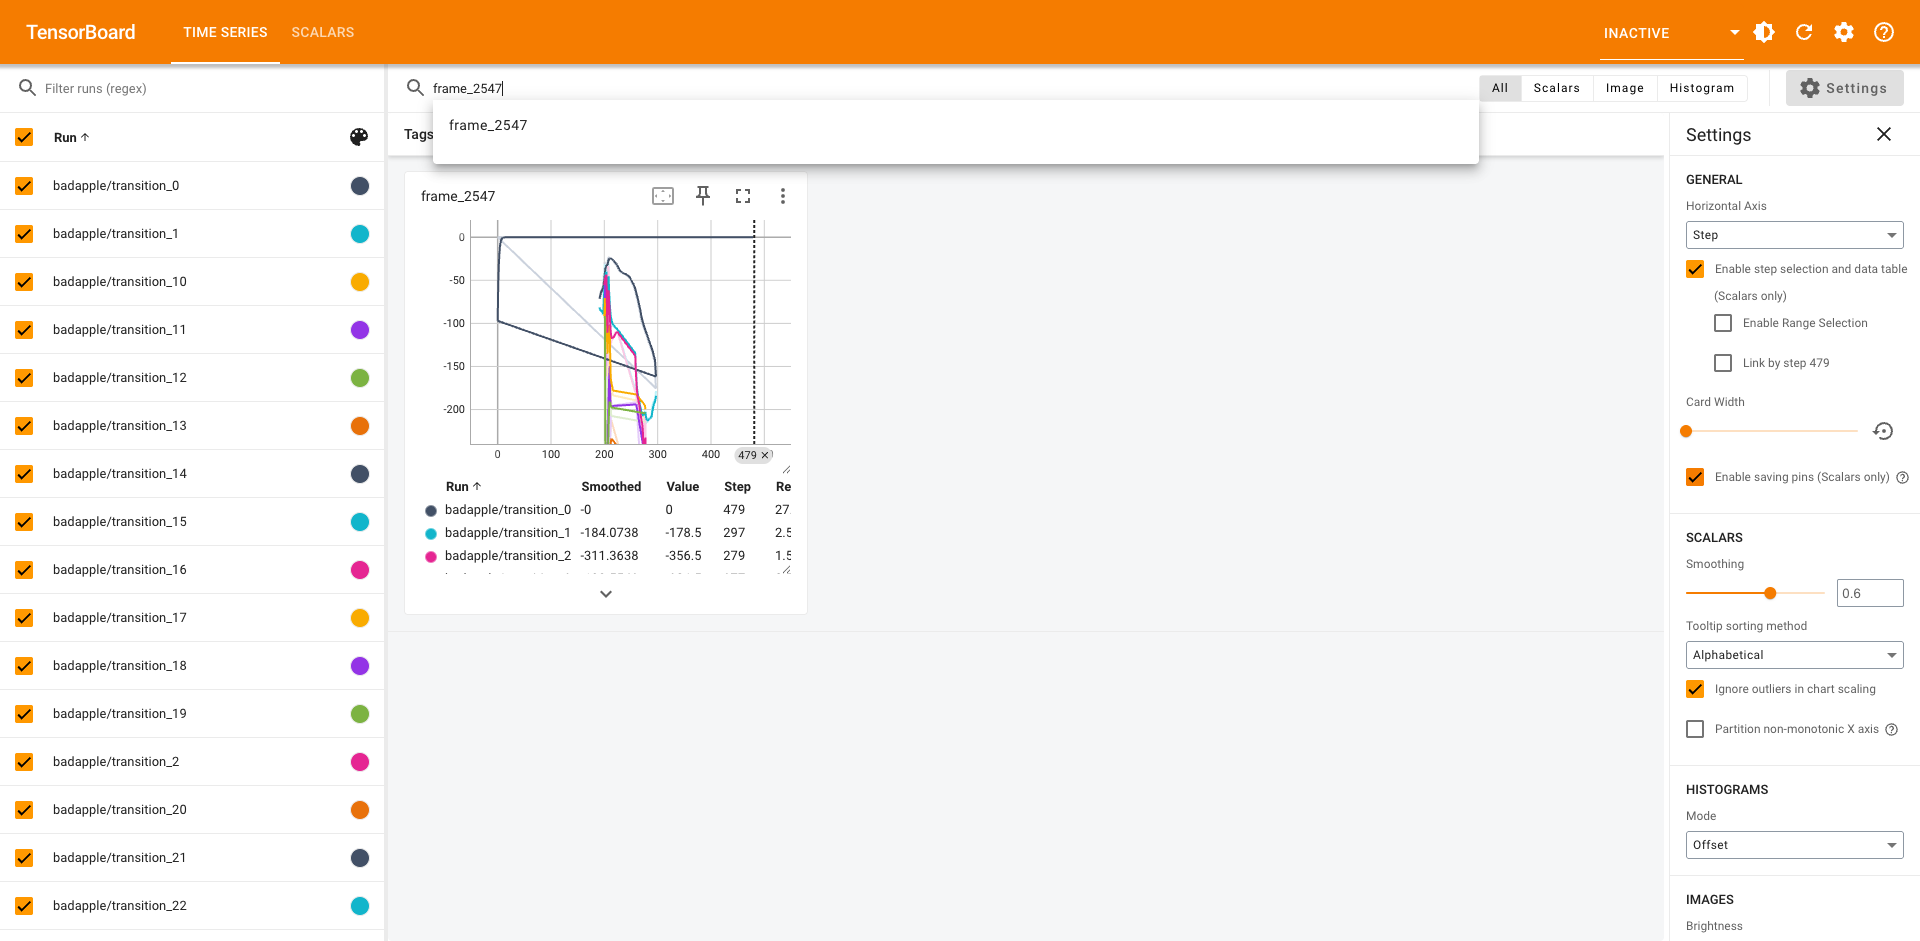 TensorBoard
TIME SERIES
SCALARS
INACTIVE
Filter runs (regex)
frame_2547
All
Scalars
Image
Histogram
Settings
frame_2547
Run
Tags
badapple/transition_0
badapple/transition_1
badapple/transition_10
badapple/transition_11
badapple/transition_12
badapple/transition_13
badapple/transition_14
badapple/transition_15
badapple/transition_16
badapple/transition_17
badapple/transition_18
badapple/transition_19
badapple/transition_2
badapple/transition_20
badapple/transition_21
badapple/transition_22
frame_2547
0
-50
-100
-150
-200
0 100 200 300 400 479
Run Smoothed Value Step Re
badapple/transition_0 -0 0 479 27.
badapple/transition_1 -184.0738 -178.5 297 2.5
badapple/transition_2 -311.3638 -356.5 279 1.5
Settings
GENERAL
Horizontal Axis
Step
Enable step selection and data table
(Scalars only)
Enable Range Selection
Link by step 479
Card Width
Enable saving pins (Scalars only)
SCALARS
Smoothing
0.6
Tooltip sorting method
Alphabetical
Ignore outliers in chart scaling
Partition non-monotonic X axis
HISTOGRAMS
Mode
Offset
IMAGES
Brightness